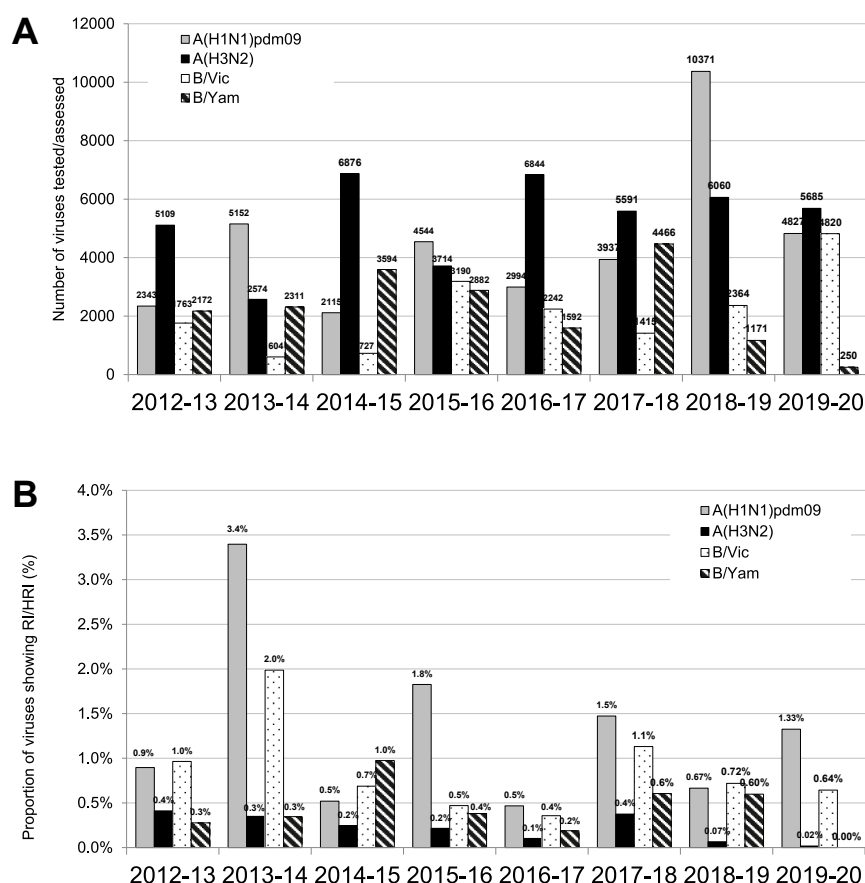 A
12000
10000
8000
6000
4000
2000
0
Number of viruses tested/assessed
A(H1N1)pdm09
A(H3N2)
B/Vic
B/Yam
2343 5109 1763 2172
5152 2574 604 2311
2115 6876 727 3594
4544 3714 3190 2882
2994 6844 2242 1592
3937 5591 1415 4466
10371 6060 2364 1171
4827 5685 4820 250
2012-13 2013-14 2014-15 2015-16 2016-17 2017-18 2018-19 2019-20
B
4.0%
3.5%
3.0%
2.5%
2.0%
1.5%
1.0%
0.5%
0.0%
Proportion of viruses showing RI/HRI (%)
A(H1N1)pdm09
A(H3N2)
B/Vic
B/Yam
0.9% 0.4% 1.0% 0.3%
3.4% 0.3% 2.0% 0.3%
0.5% 0.2% 0.7% 1.0%
1.8% 0.2% 0.5% 0.4%
0.5% 0.1% 0.4% 0.2%
1.5% 0.4% 1.1% 0.6%
0.67% 0.07% 0.72% 0.60%
1.33% 0.02% 0.64% 0.00%
2012-13 2013-14 2014-15 2015-16 2016-17 2017-18 2018-19 2019-20